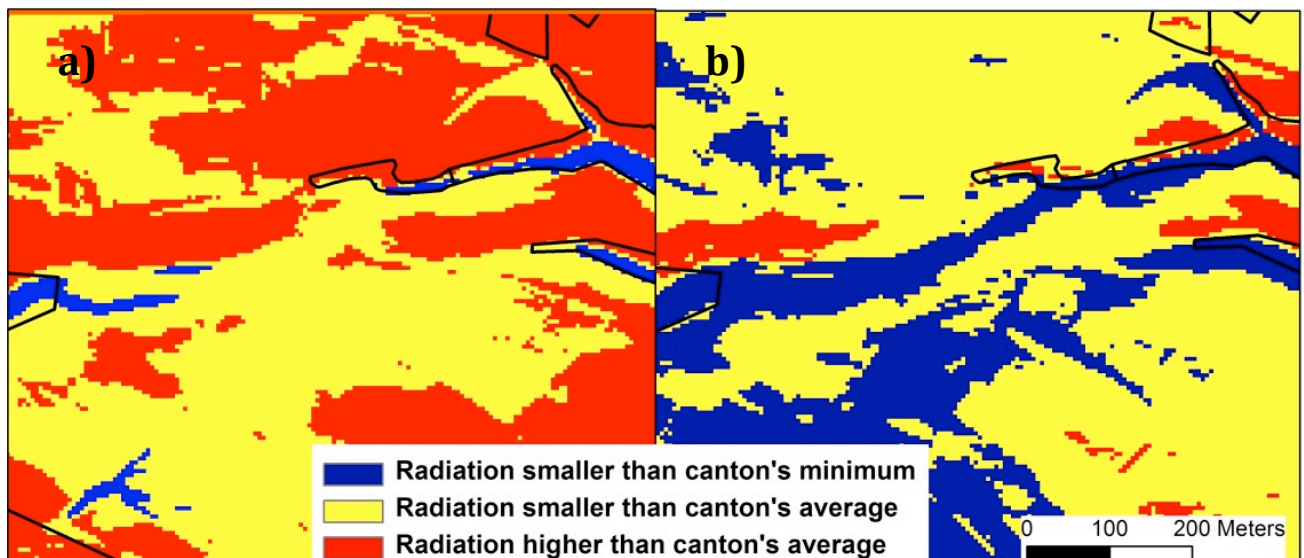 a)
b)
Radiation smaller than canton's minimum
Radiation smaller than canton's average
Radiation higher than canton's average
0 100 200 Meters